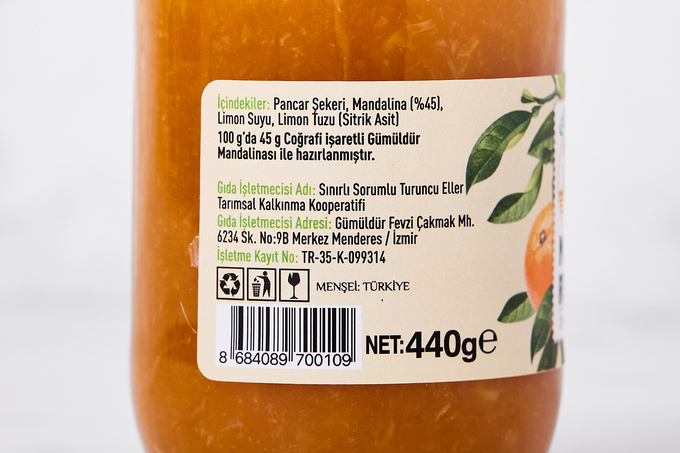 İçindekiler: Pancar Şekeri, Mandalina (%45),
Limon Suyu, Limon Tuzu (Sitrik Asit)
100 g'da 45 g Coğrafi işaretli Gümüldür
Mandalinası ile hazırlanmıştır.
Gıda İşletmecisi Adı: Sınırlı Sorumlu Turuncu Eller
Tarımsal Kalkınma Kooperatifi
Gıda İşletmecisi Adresi: Gümüldür Fevzi Çakmak Mh.
6234 Sk. No:9B Merkez Menderes / İzmir
İşletme Kayıt No: TR-35-K-099314
MENŞEİ: TÜRKİYE
8 684089 700109
NET:440g℮